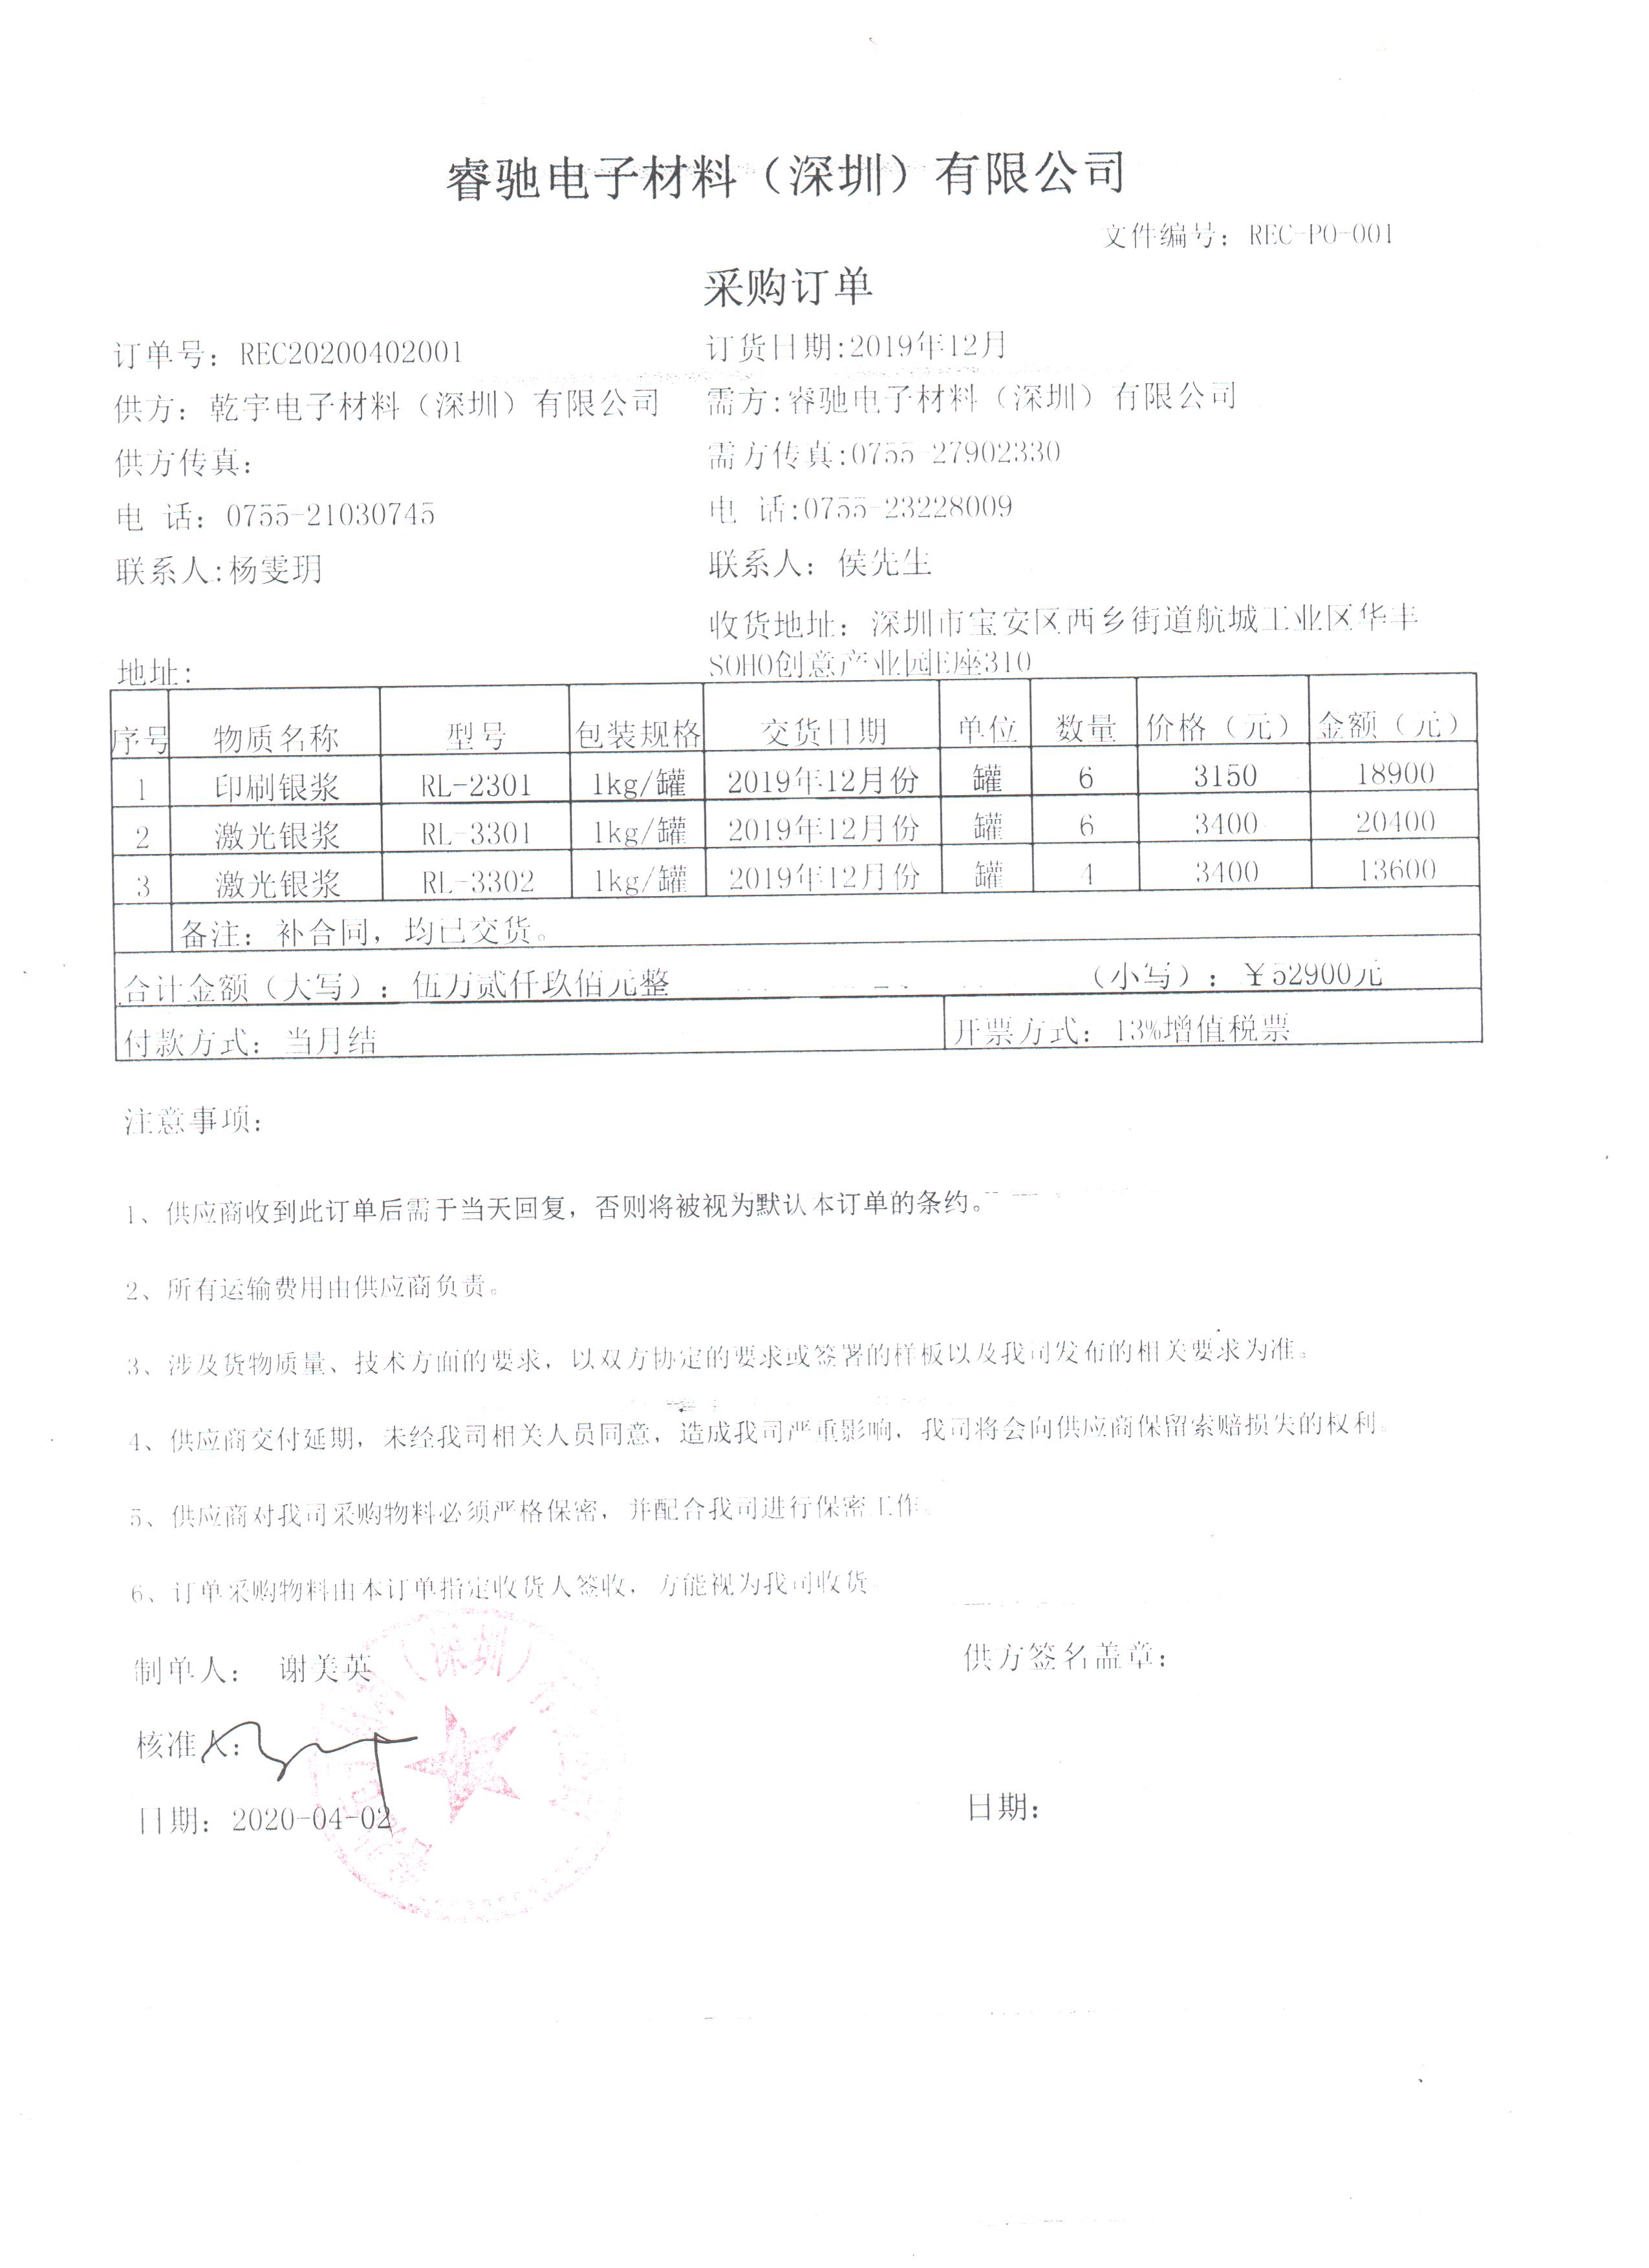 睿驰电子材料（深圳）有限公司
文件编号：REC-PO-001
采购订单
订单号：REC20200402001 订货日期:2019年12月
供方：乾宇电子材料（深圳）有限公司 需方:睿驰电子材料（深圳）有限公司
供方传真： 需方传真:0755-27902330
电 话：0755-21030745 电 话:0755-23228009
联系人:杨雯玥 联系人：侯先生
收货地址：深圳市宝安区西乡街道航城工业区华丰
地址： SOHO创意产业园E座310
序号 物质名称 型号 包装规格 交货日期 单位 数量 价格（元） 金额（元）
1 印刷银浆 RL-2301 1kg/罐 2019年12月份 罐 6 3150 18900
2 激光银浆 RL-3301 1kg/罐 2019年12月份 罐 6 3400 20400
3 激光银浆 RL-3302 1kg/罐 2019年12月份 罐 4 3400 13600
备注：补合同，均已交货。
合计金额（大写）：伍万贰仟玖佰元整 （小写）：￥52900元
付款方式：当月结 开票方式：13%增值税票
注意事项：
1、供应商收到此订单后需于当天回复，否则将被视为默认本订单的条约。
2、所有运输费用由供应商负责。
3、涉及货物质量、技术方面的要求，以双方协定的要求或签署的样板以及我司发布的相关要求为准。
4、供应商交付延期，未经我司相关人员同意，造成我司严重影响，我司将会向供应商保留索赔损失的权利。
5、供应商对我司采购物料必须严格保密，并配合我司进行保密工作。
6、订单采购物料由本订单指定收货人签收，方能视为我司收货
（深圳）
制单人： 谢美英 供方签名盖章：
核准人：
日期：2020-04-02 日期：